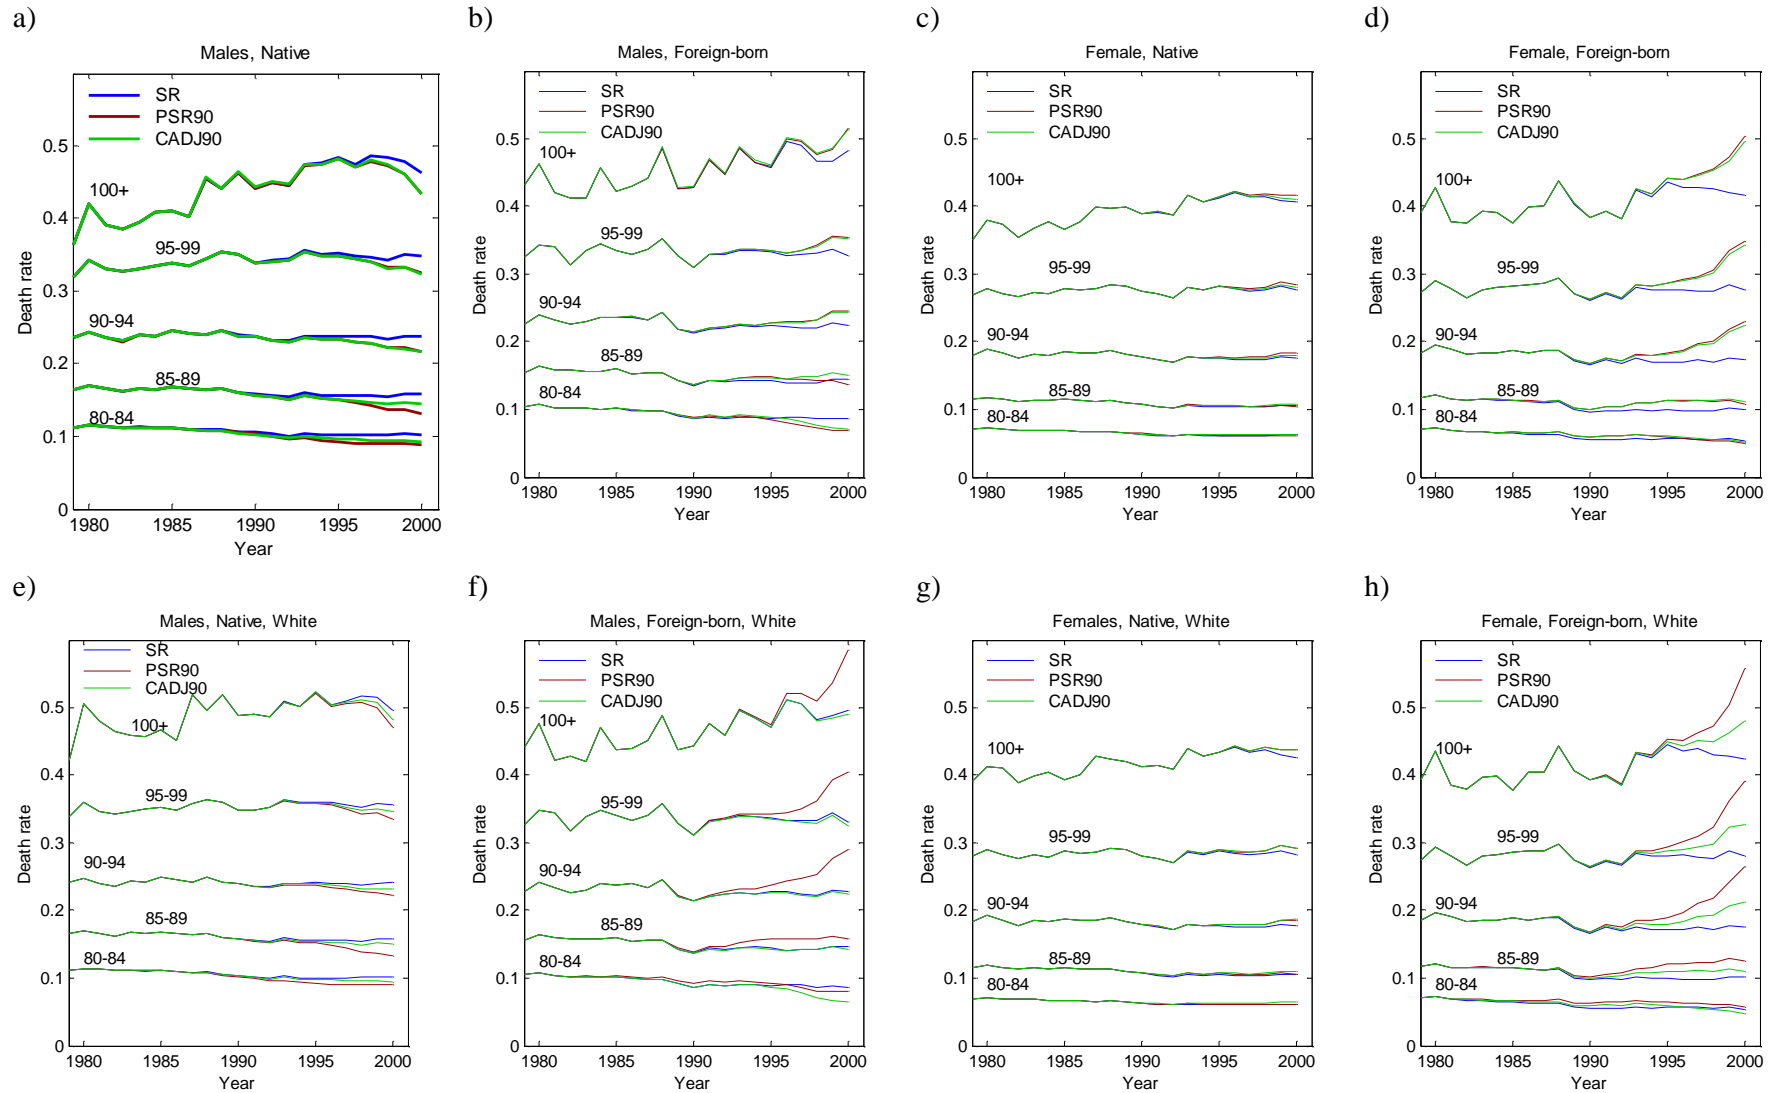 a)
Males, Native
SR
PSR90
CADJ90
0.5
0.4
0.3
0.2
0.1
0
100+
95-99
90-94
85-89
80-84
Death rate
1980 1985 1990 1995 2000
Year
b)
Males, Foreign-born
SR
PSR90
CADJ90
0.5
0.4
0.3
0.2
0.1
0
100+
95-99
90-94
85-89
80-84
Death rate
1980 1985 1990 1995 2000
Year
c)
Female, Native
SR
PSR90
CADJ90
0.5
0.4
0.3
0.2
0.1
0
100+
95-99
90-94
85-89
80-84
Death rate
1980 1985 1990 1995 2000
Year
d)
Female, Foreign-born
SR
PSR90
CADJ90
0.5
0.4
0.3
0.2
0.1
0
100+
95-99
90-94
85-89
80-84
Death rate
1980 1985 1990 1995 2000
Year
e)
Males, Native, White
SR
PSR90
CADJ90
0.5
0.4
0.3
0.2
0.1
0
100+
95-99
90-94
85-89
80-84
Death rate
1980 1985 1990 1995 2000
Year
f)
Males, Foreign-born, White
SR
PSR90
CADJ90
0.5
0.4
0.3
0.2
0.1
0
100+
95-99
90-94
85-89
80-84
Death rate
1980 1985 1990 1995 2000
Year
g)
Females, Native, White
SR
PSR90
CADJ90
0.5
0.4
0.3
0.2
0.1
0
100+
95-99
90-94
85-89
80-84
Death rate
1980 1985 1990 1995 2000
Year
h)
Female, Foreign-born, White
SR
PSR90
CADJ90
0.5
0.4
0.3
0.2
0.1
0
100+
95-99
90-94
85-89
80-84
Death rate
1980 1985 1990 1995 2000
Year